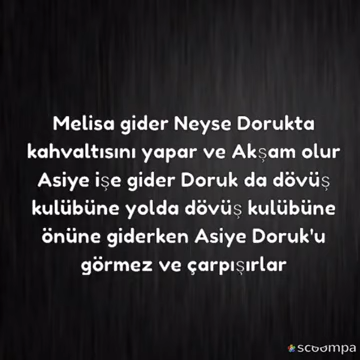 Melisa gider Neyse Dorukta
kahvaltısını yapar ve Akşam olur
Asiye işe gider Doruk da dövüş
kulübüne yolda dövüş kulübüne
önüne giderken Asiye Doruk'u
görmez ve çarpışırlar
scoompa